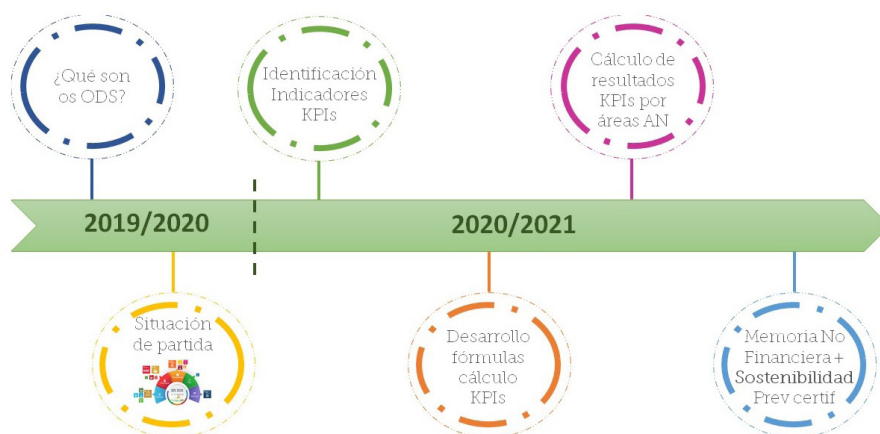 ¿Qué son
os ODS?
Identificación
Indicadores
KPIs
Cálculo de
resultados
KPIs por
áreas AN
2019/2020
2020/2021
Situación
de partida
Desarrollo
fórmulas
cálculo
KPIs
Memoria No
Financiera +
Sostenibilidad
Prev certif